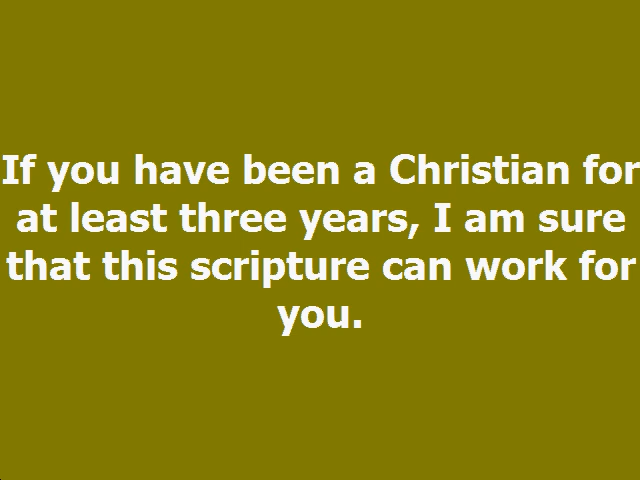 If you have been a Christian for
at least three years, I am sure
that this scripture can work for
you.